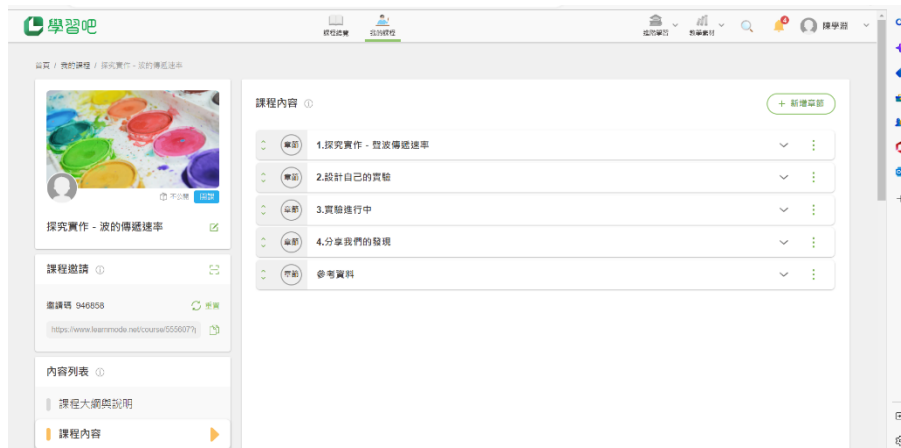 學習吧
課程總覽
我的課程
進階學習
教學素材
4
陳學淵
首頁 / 我的課程 / 探究實作 - 波的傳遞速率
不公開
開課
探究實作 - 波的傳遞速率
課程邀請
邀請碼 946858
重置
https://www.learnmode.net/course/555607?
內容列表
課程大綱與說明
課程內容
課程內容
+ 新增章節
章節 1.探究實作 - 聲波傳遞速率
章節 2.設計自己的實驗
章節 3.實驗進行中
章節 4.分享我們的發現
章節 參考資料